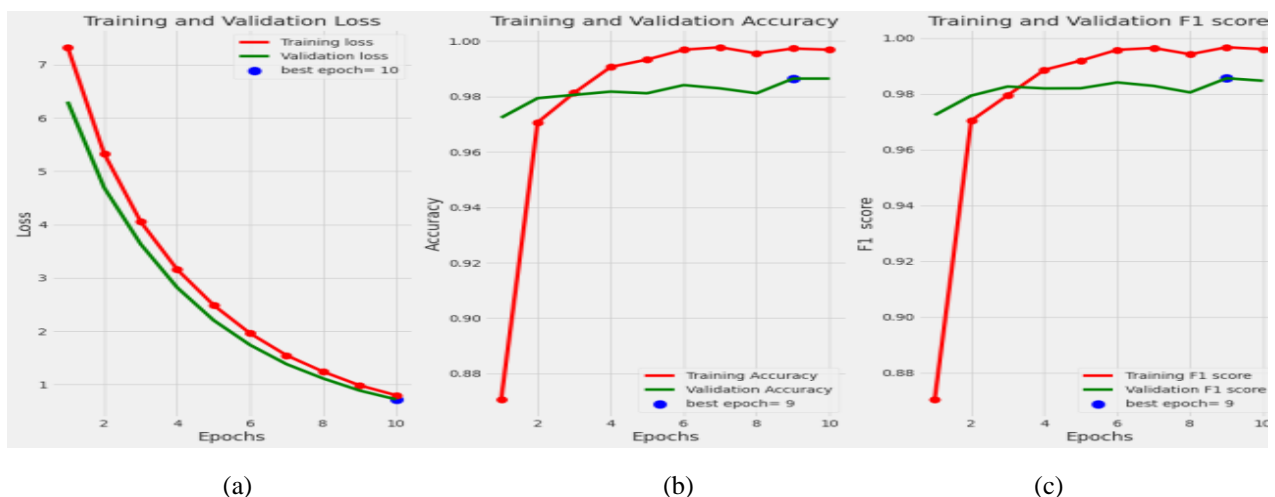 Training and Validation Loss
Training loss
Validation loss
best epoch= 10
7
6
5
4
3
2
1
Loss
2 4 6 8 10
Epochs
(a)
Training and Validation Accuracy
1.00
0.98
0.96
0.94
0.92
0.90
0.88
Accuracy
Training Accuracy
Validation Accuracy
best epoch= 9
2 4 6 8 10
Epochs
(b)
Training and Validation F1 score
1.00
0.98
0.96
0.94
0.92
0.90
0.88
F1 score
Training F1 score
Validation F1 score
best epoch= 9
2 4 6 8 10
Epochs
(c)